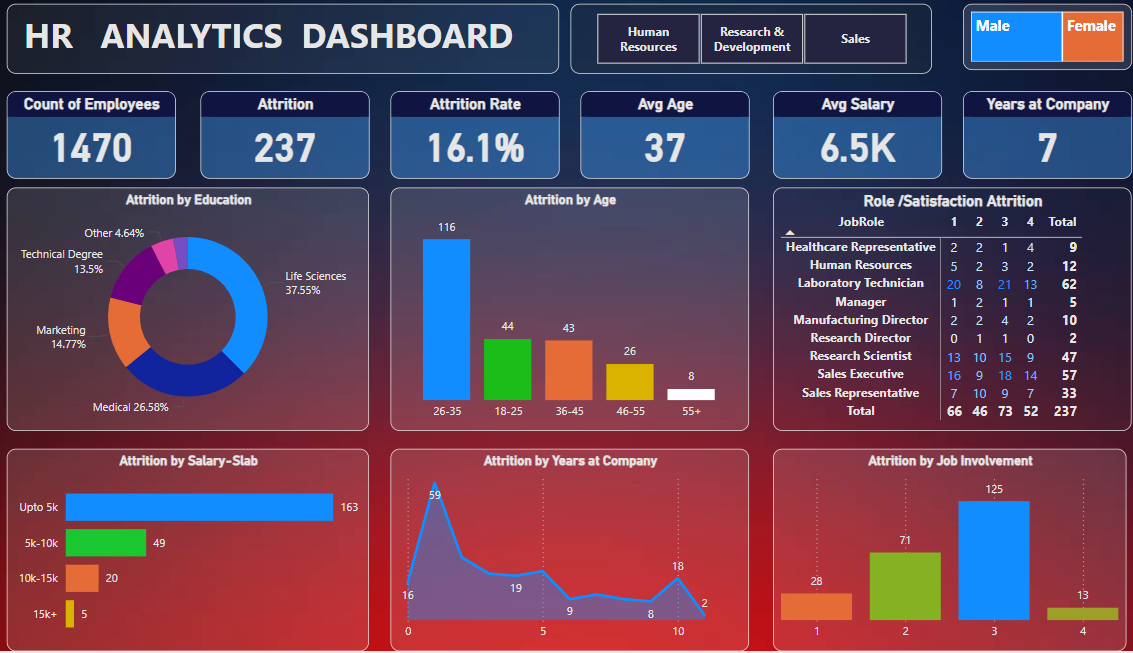 HR ANALYTICS DASHBOARD
Human
Resources
Research &
Development
Sales
Male
Female
Count of Employees
1470
Attrition
237
Attrition Rate
16.1%
Avg Age
37
Avg Salary
6.5K
Years at Company
7
Attrition by Education
Other 4.64%
Technical Degree
13.5%
Life Sciences
37.55%
Marketing
14.77%
Medical 26.58%
Attrition by Age
116
44
43
26
8
26-35
18-25
36-45
46-55
55+
Role /Satisfaction Attrition
JobRole 1 2 3 4 Total
Healthcare Representative 2 2 1 4 9
Human Resources 5 2 3 2 12
Laboratory Technician 20 8 21 13 62
Manager 1 2 1 1 5
Manufacturing Director 2 2 4 2 10
Research Director 0 1 1 0 2
Research Scientist 13 10 15 9 47
Sales Executive 16 9 18 14 57
Sales Representative 7 10 9 7 33
Total 66 46 73 52 237
Attrition by Salary-Slab
Upto 5k 163
5k-10k 49
10k-15k 20
15k+ 5
Attrition by Years at Company
59
16
19
9
8
18
2
0
5
10
Attrition by Job Involvement
28
71
125
13
1
2
3
4